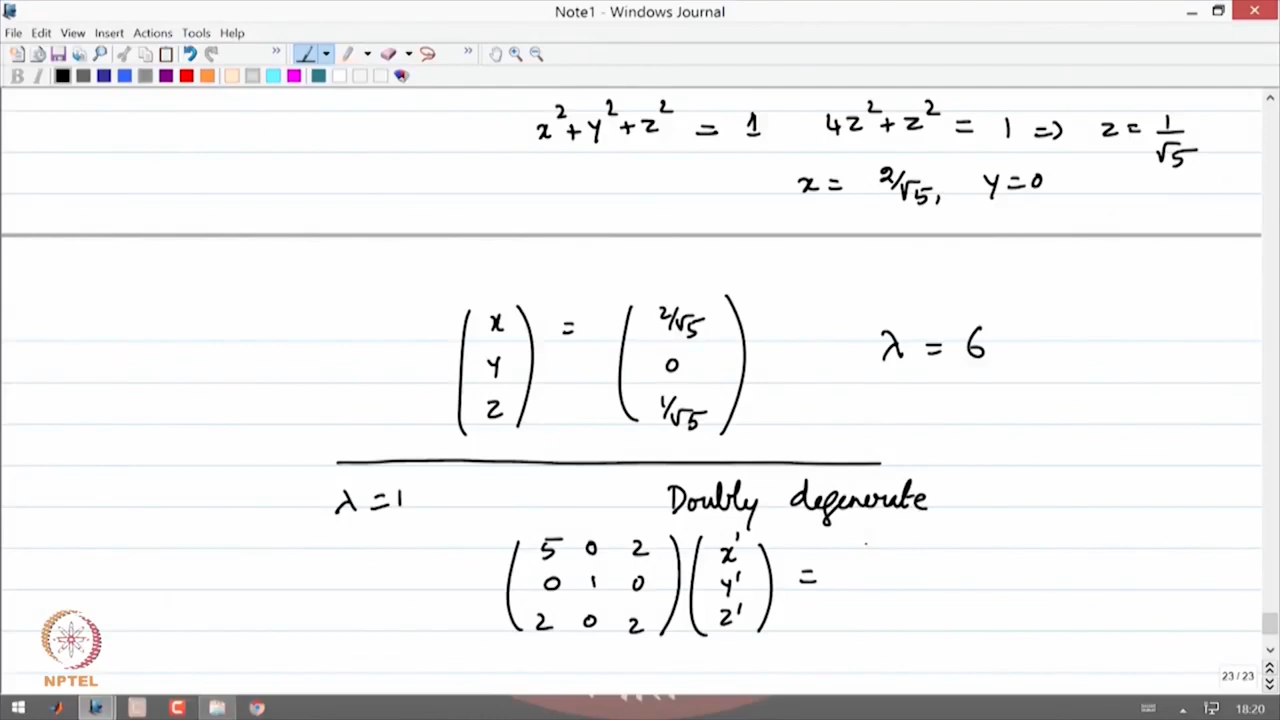 Note1 - Windows Journal
File Edit View Insert Actions Tools Help
x² + y² + z² = 1 4z² + z² = 1 => z = 1/√5
x = 2/√5, y = 0
( x y z ) = ( 2/√5 0 1/√5 ) λ = 6
λ = 1 Doubly degenerate
( 5 0 2 ) ( x' ) =
( 0 1 0 ) ( y' )
( 2 0 2 ) ( z' )
NPTEL
23 / 23
18:20